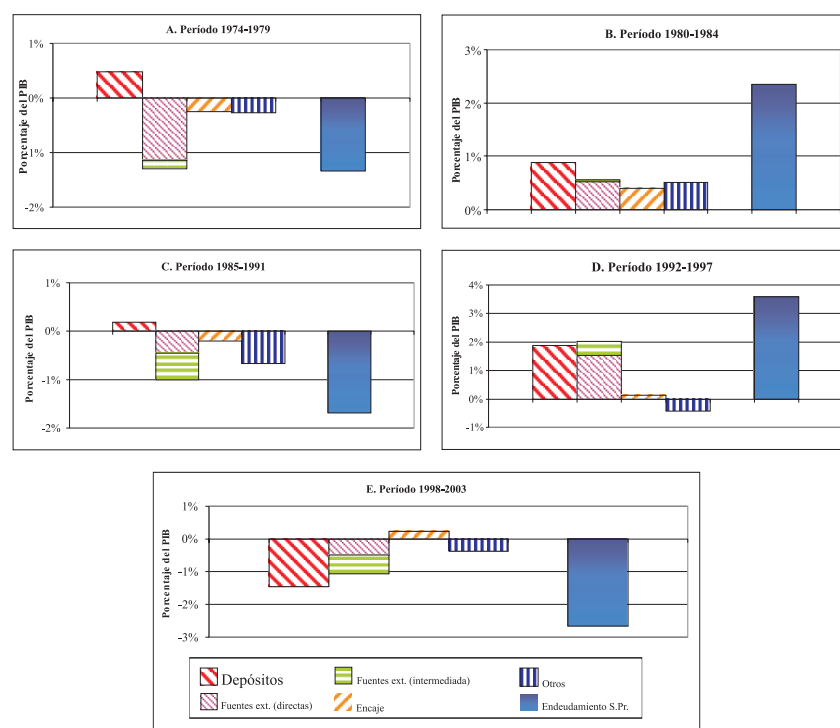 A. Período 1974-1979
Porcentaje del PIB
1%
0%
-1%
-2%
B. Período 1980-1984
Porcentaje del PIB
3%
2%
1%
0%
C. Período 1985-1991
Porcentaje del PIB
1%
0%
-1%
-2%
D. Período 1992-1997
Porcentaje del PIB
4%
3%
2%
1%
0%
-1%
E. Período 1998-2003
Porcentaje del PIB
1%
0%
-1%
-2%
-3%
Depósitos
Fuentes ext. (intermediada)
Otros
Fuentes ext. (directas)
Encaje
Endeudamiento S.Pr.